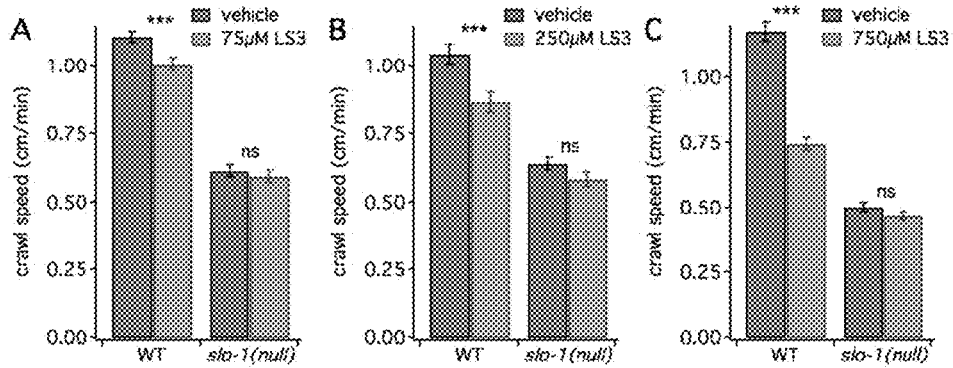 A
***
vehicle
75µM LS3
crawl speed (cm/min)
1.00
0.75
0.50
0.25
0.00
ns
WT
slo-1(null)
B
***
vehicle
250µM LS3
crawl speed (cm/min)
1.00
0.75
0.50
0.25
0.00
ns
WT
slo-1(null)
C
***
vehicle
750µM LS3
crawl speed (cm/min)
1.00
0.75
0.50
0.25
0.00
ns
WT
slo-1(null)